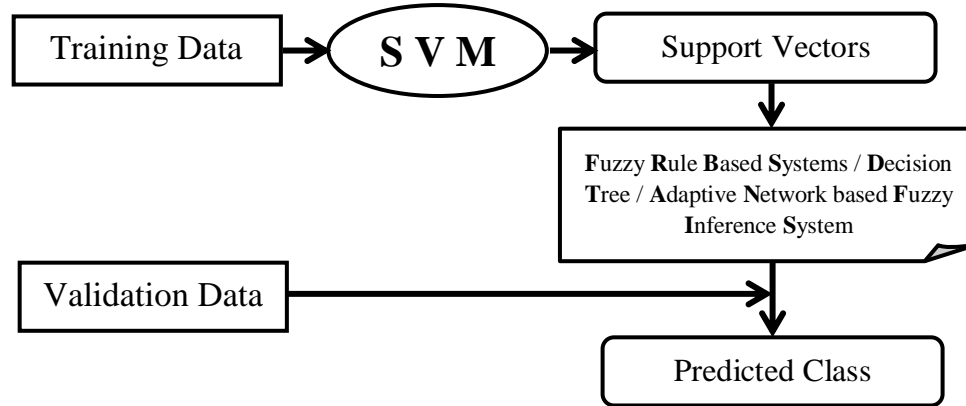 Training Data
S V M
Support Vectors
Fuzzy Rule Based Systems / Decision
Tree / Adaptive Network based Fuzzy
Inference System
Validation Data
Predicted Class